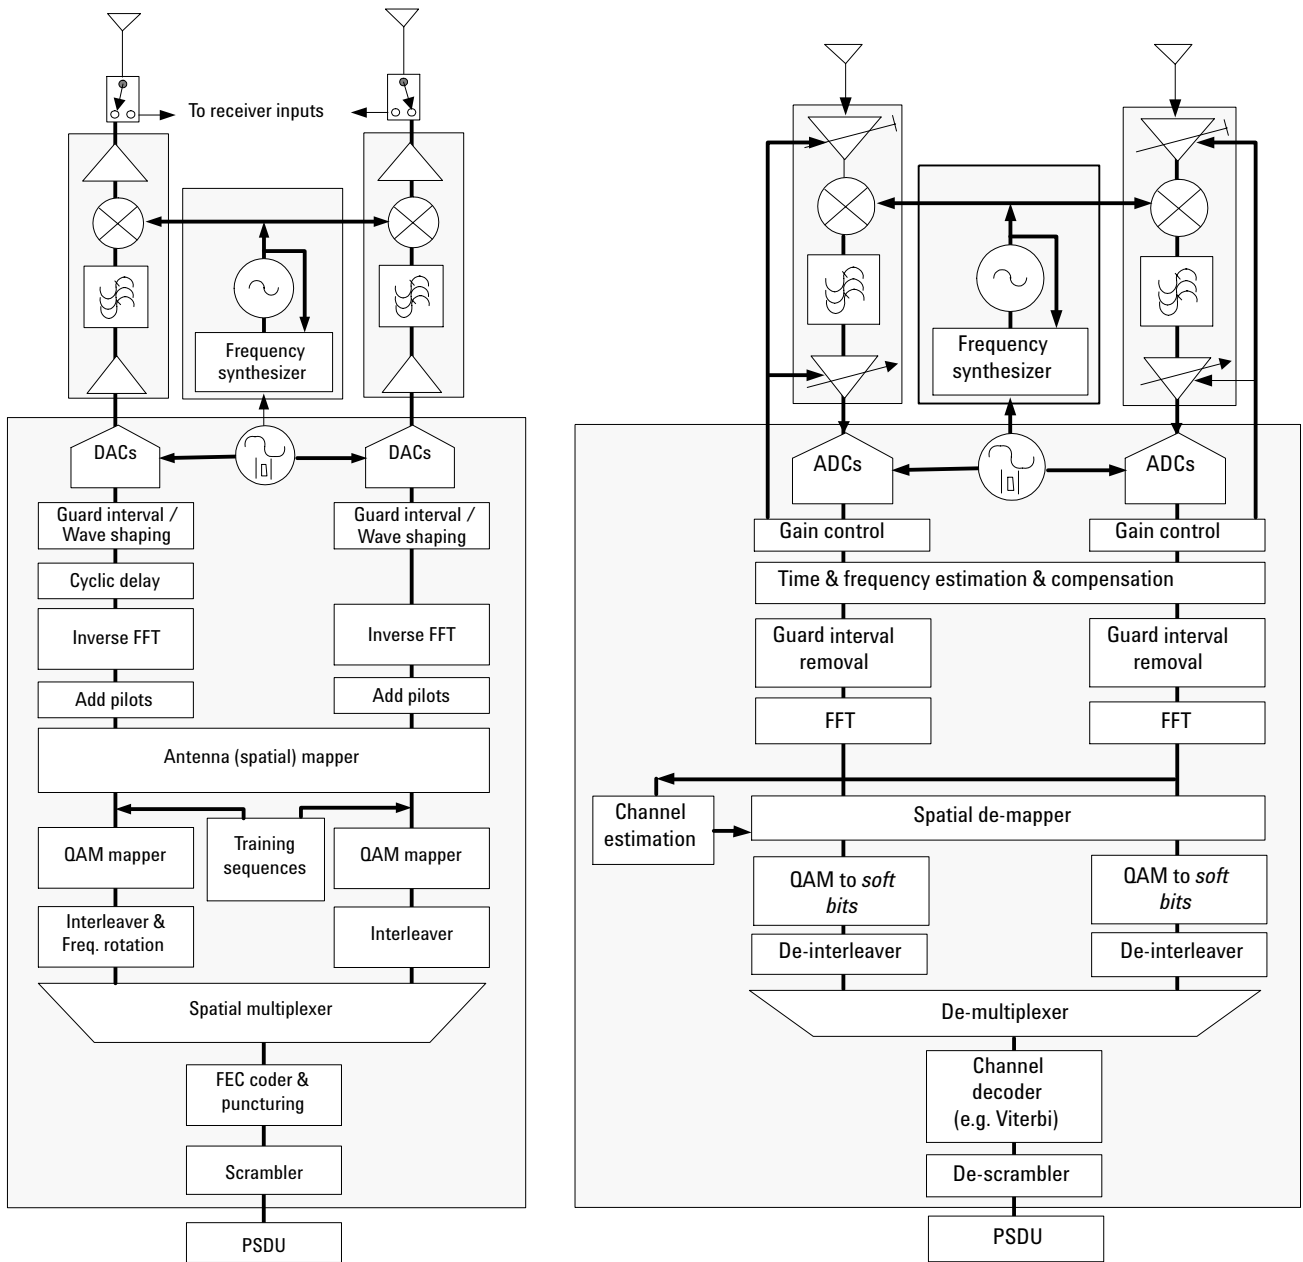 To receiver inputs
Frequency
synthesizer
DACs
DACs
Guard interval /
Wave shaping
Guard interval /
Wave shaping
Cyclic delay
Inverse FFT
Inverse FFT
Add pilots
Add pilots
Antenna (spatial) mapper
QAM mapper
Training
sequences
QAM mapper
Interleaver &
Freq. rotation
Interleaver
Spatial multiplexer
FEC coder &
puncturing
Scrambler
PSDU
Frequency
synthesizer
ADCs
ADCs
Gain control
Gain control
Time & frequency estimation & compensation
Guard interval
removal
Guard interval
removal
FFT
FFT
Channel
estimation
Spatial de-mapper
QAM to soft
bits
QAM to soft
bits
De-interleaver
De-interleaver
De-multiplexer
Channel
decoder
(e.g. Viterbi)
De-scrambler
PSDU